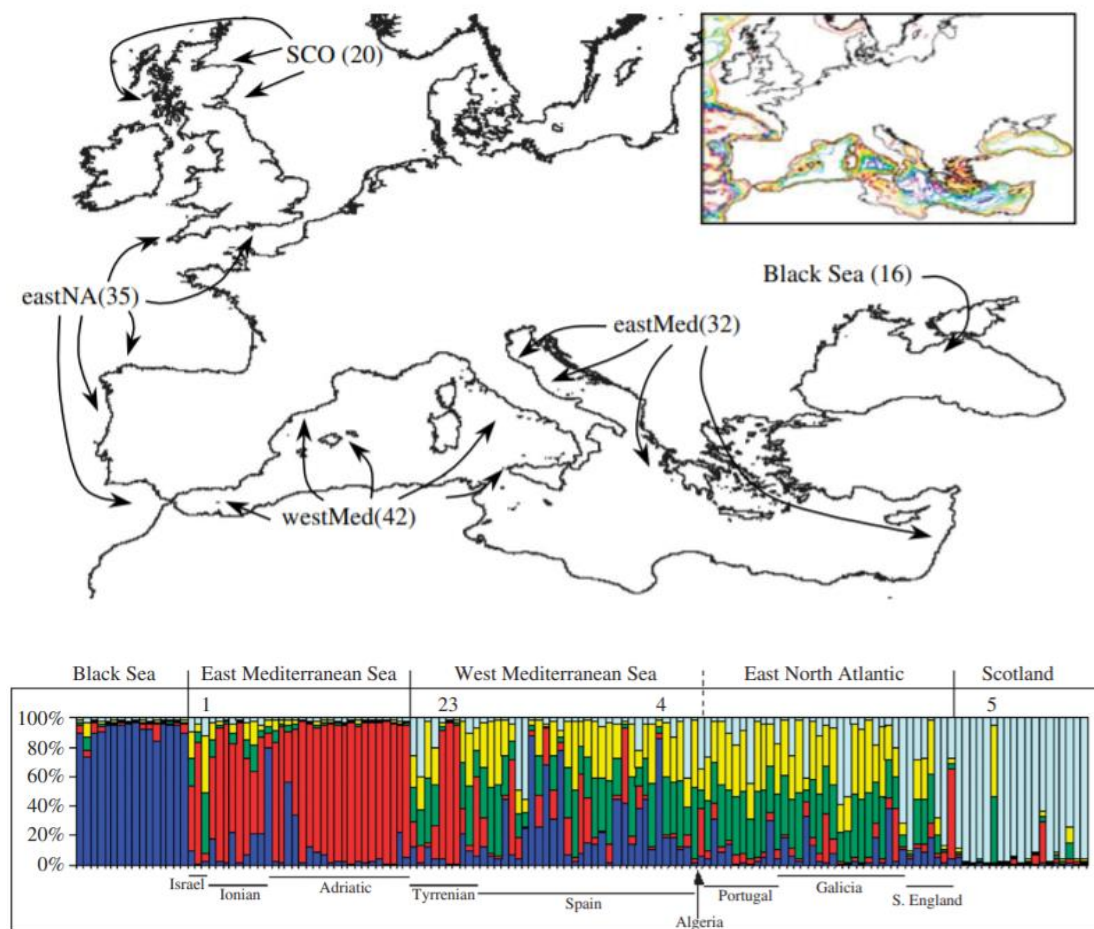 SCO (20)
Black Sea (16)
eastNA(35)
eastMed(32)
westMed(42)
Black Sea East Mediterranean Sea West Mediterranean Sea East North Atlantic Scotland
1 23 4 5
100%
80%
60%
40%
20%
0%
Israel Ionian Adriatic Tyrrenian Spain Algeria Portugal Galicia S. England